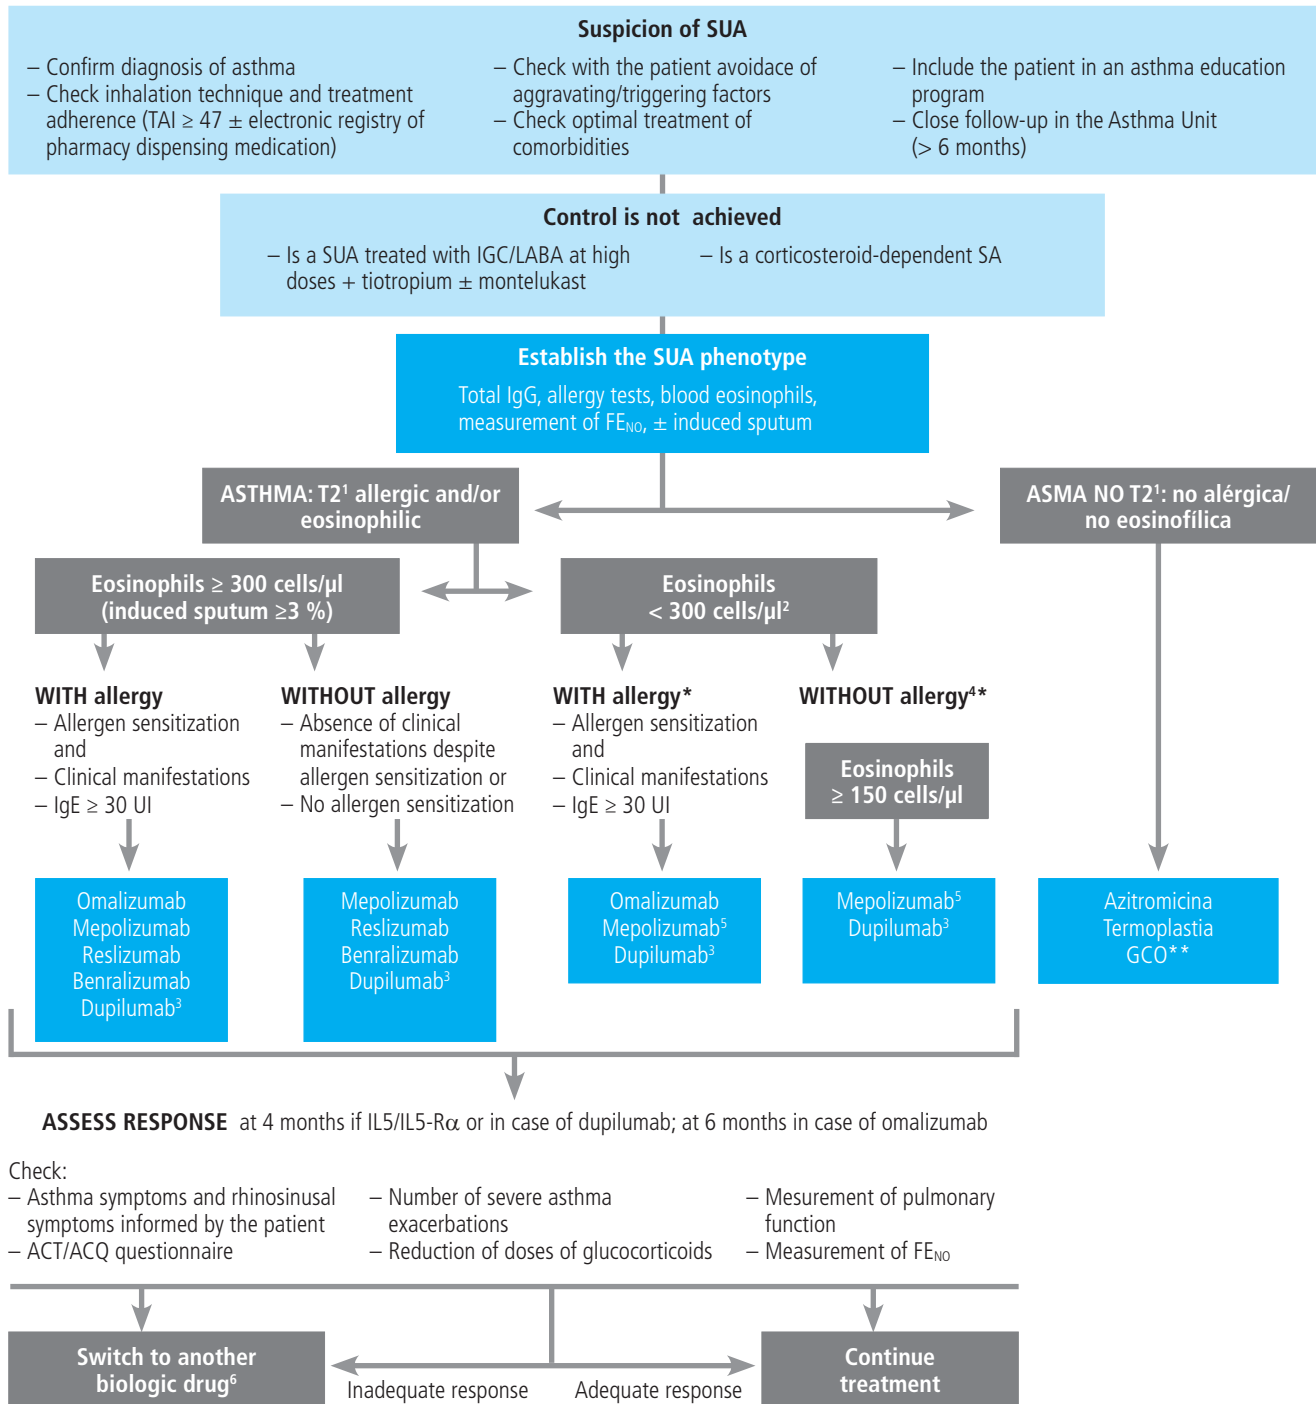 Suspicion of SUA
– Confirm diagnosis of asthma
– Check inhalation technique and treatment
adherence (TAI ≥ 47 ± electronic registry of
pharmacy dispensing medication)
– Check with the patient avoidace of
aggravating/triggering factors
– Check optimal treatment of
comorbidities
– Include the patient in an asthma education
program
– Close follow-up in the Asthma Unit
(> 6 months)
Control is not achieved
– Is a SUA treated with IGC/LABA at high
doses + tiotropium ± montelukast
– Is a corticosteroid-dependent SA
Establish the SUA phenotype
Total IgG, allergy tests, blood eosinophils,
measurement of FENO, ± induced sputum
ASTHMA: T2¹ allergic and/or
eosinophilic
ASMA NO T2¹: no alérgica/
no eosinofílica
Eosinophils ≥ 300 cells/µl
(induced sputum ≥3 %)
Eosinophils
< 300 cells/µl²
WITH allergy
– Allergen sensitization
and
– Clinical manifestations
– IgE ≥ 30 UI
WITHOUT allergy
– Absence of clinical
manifestations despite
allergen sensitization or
– No allergen sensitization
WITH allergy*
– Allergen sensitization
and
– Clinical manifestations
– IgE ≥ 30 UI
WITHOUT allergy⁴*
Eosinophils
≥ 150 cells/µl
Omalizumab
Mepolizumab
Reslizumab
Benralizumab
Dupilumab³
Mepolizumab
Reslizumab
Benralizumab
Dupilumab³
Omalizumab
Mepolizumab⁵
Dupilumab³
Mepolizumab⁵
Dupilumab³
Azitromicina
Termoplastia
GCO**
ASSESS RESPONSE at 4 months if IL5/IL5-Rα or in case of dupilumab; at 6 months in case of omalizumab
Check:
– Asthma symptoms and rhinosinusal
symptoms informed by the patient
– ACT/ACQ questionnaire
– Number of severe asthma
exacerbations
– Reduction of doses of glucocorticoids
– Mesurement of pulmonary
function
– Measurement of FENO
Switch to another
biologic drug⁶
Inadequate response
Adequate response
Continue
treatment